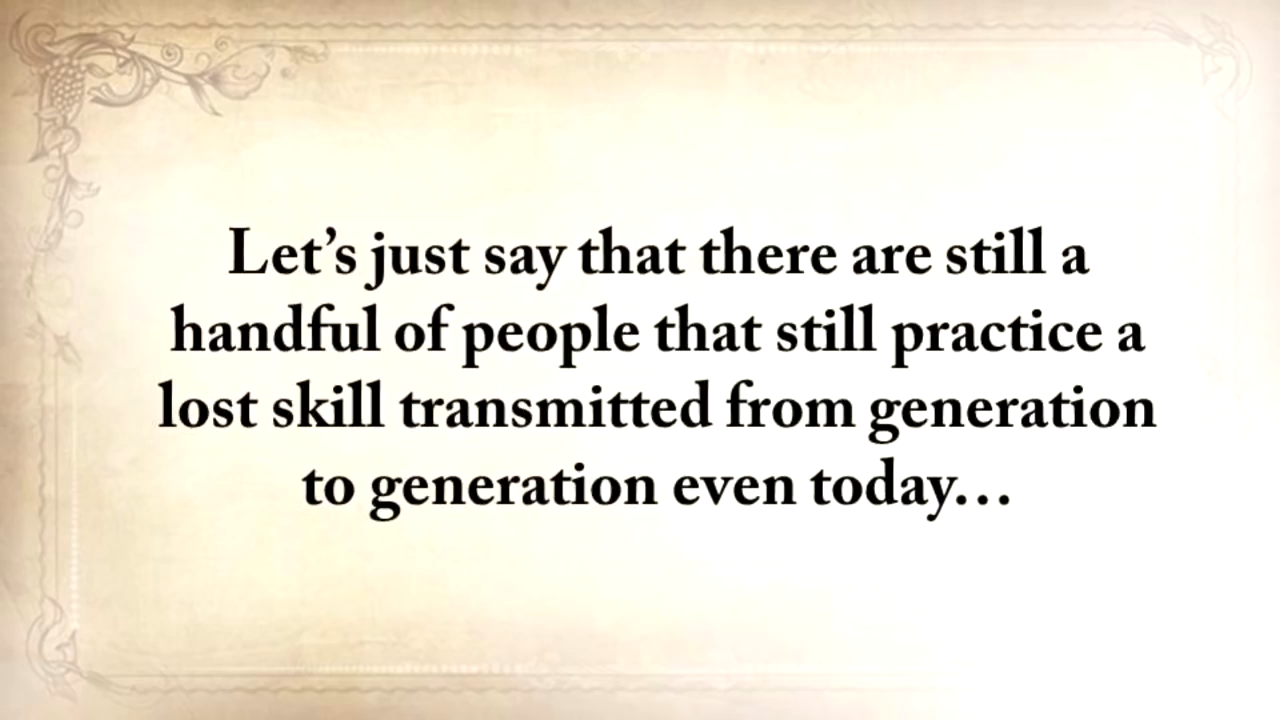 Let’s just say that there are still a
handful of people that still practice a
lost skill transmitted from generation
to generation even today…